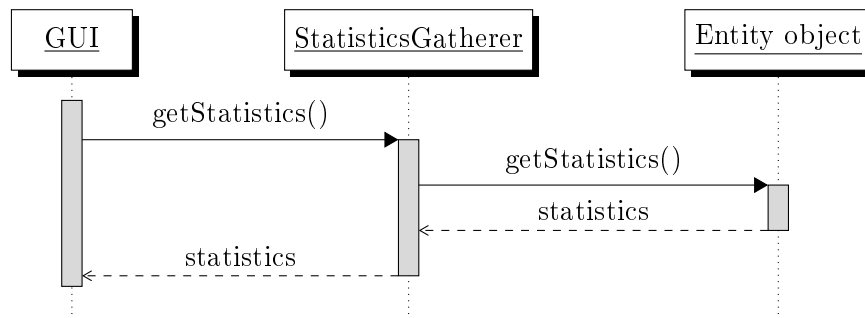 GUI
StatisticsGatherer
Entity object
getStatistics()
getStatistics()
statistics
statistics